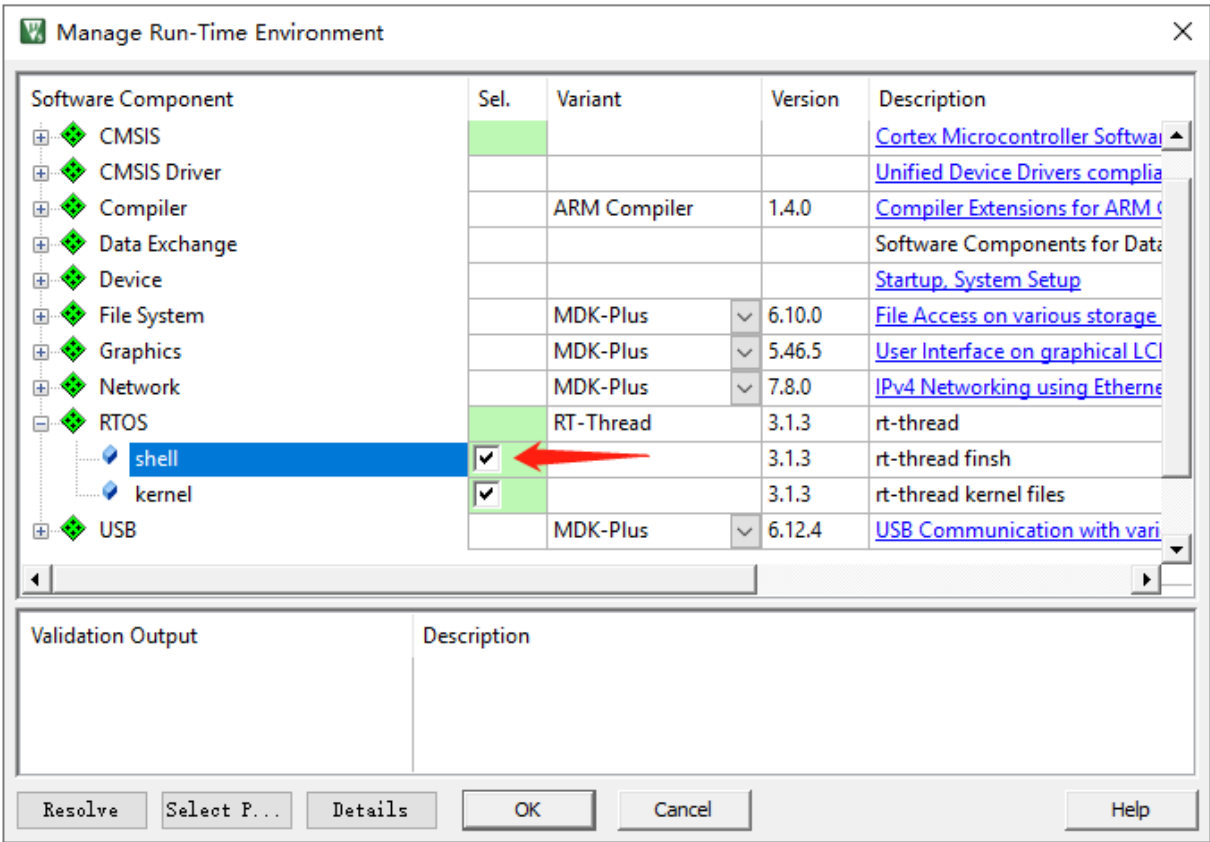 Manage Run-Time Environment
Software Component Sel. Variant Version Description
CMSIS Cortex Microcontroller Softwar
CMSIS Driver Unified Device Drivers complia
Compiler ARM Compiler 1.4.0 Compiler Extensions for ARM
Data Exchange Software Components for Data
Device Startup, System Setup
File System MDK-Plus 6.10.0 File Access on various storage
Graphics MDK-Plus 5.46.5 User Interface on graphical LC
Network MDK-Plus 7.8.0 IPv4 Networking using Etherne
RTOS RT-Thread 3.1.3 rt-thread
shell 3.1.3 rt-thread finsh
kernel 3.1.3 rt-thread kernel files
USB MDK-Plus 6.12.4 USB Communication with vari
Validation Output Description
Resolve Select P... Details OK Cancel Help